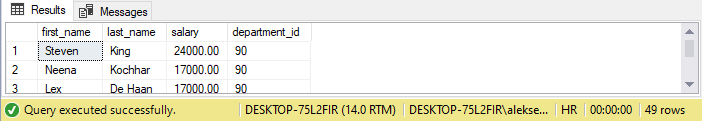 Results Messages
first_name last_name salary department_id
1 Steven King 24000.00 90
2 Neena Kochhar 17000.00 90
3 Lex De Haan 17000.00 90
Query executed successfully. DESKTOP-75L2FIR (14.0 RTM) DESKTOP-75L2FIR\alekse... HR 00:00:00 49 rows